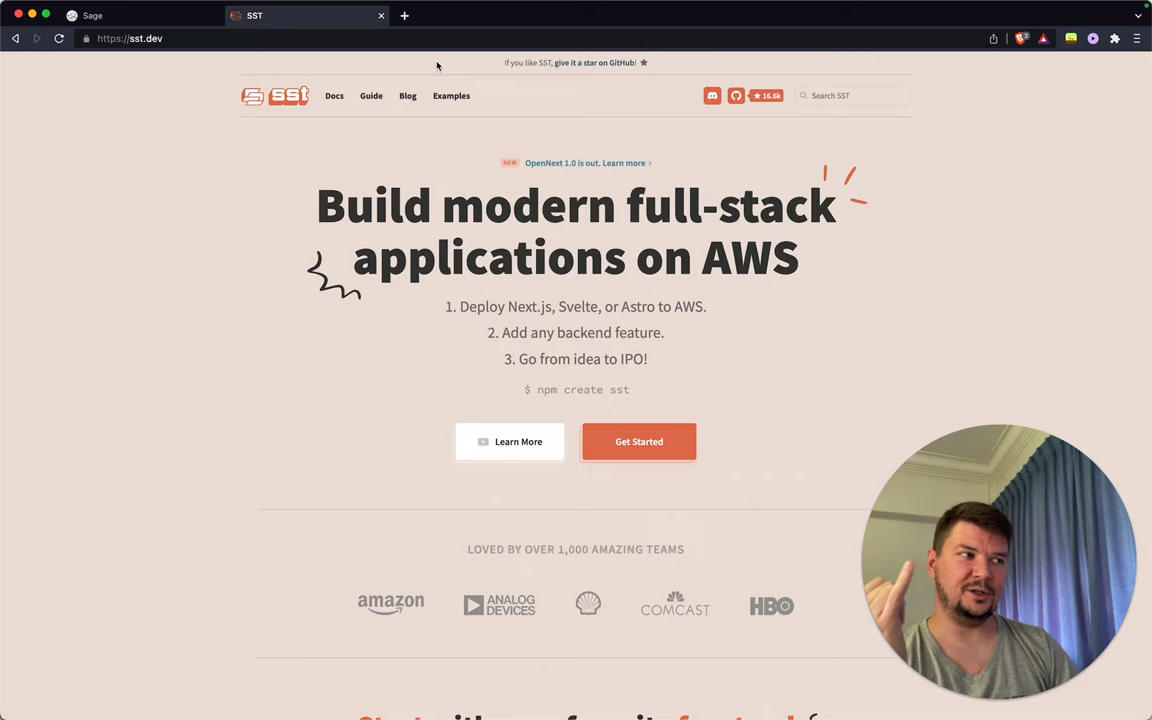 Sage
SST
https://sst.dev
2
If you like SST, give it a star on GitHub! ★
sst
Docs
Guide
Blog
Examples
★ 16.6k
Search SST
NEW
OpenNext 1.0 is out. Learn more ›
Build modern full-stack
applications on AWS
1. Deploy Next.js, Svelte, or Astro to AWS.
2. Add any backend feature.
3. Go from idea to IPO!
$ npm create sst
Learn More
Get Started
LOVED BY OVER 1,000 AMAZING TEAMS
amazon
ANALOG
DEVICES
COMCAST
HBO